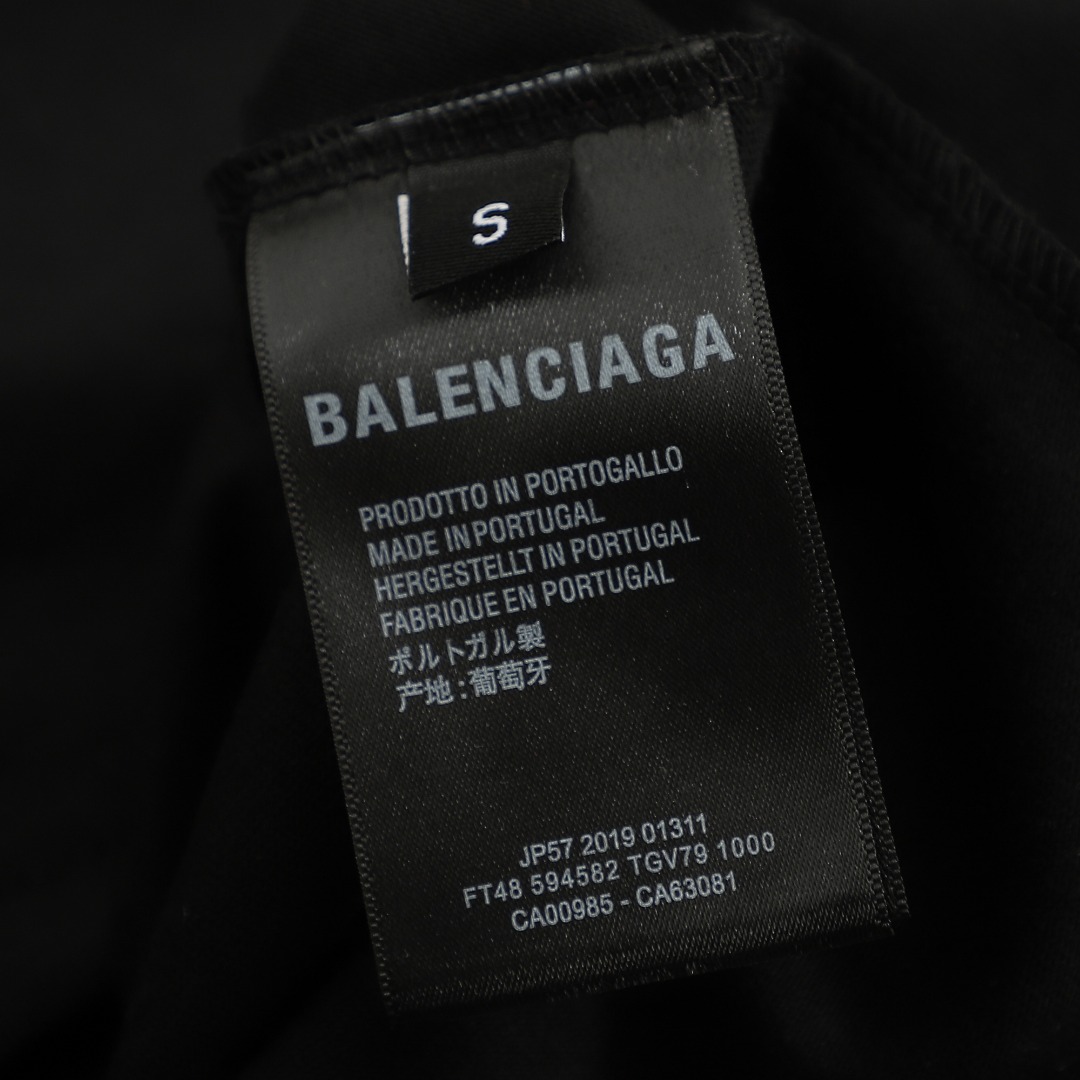 S
BALENCIAGA
PRODOTTO IN PORTOGALLO
MADE IN PORTUGAL
HERGESTELLT IN PORTUGAL
FABRIQUE EN PORTUGAL
ポルトガル製
产地:葡萄牙
JP57 2019 01311
FT48 594582 TGV79 1000
CA00985 - CA63081